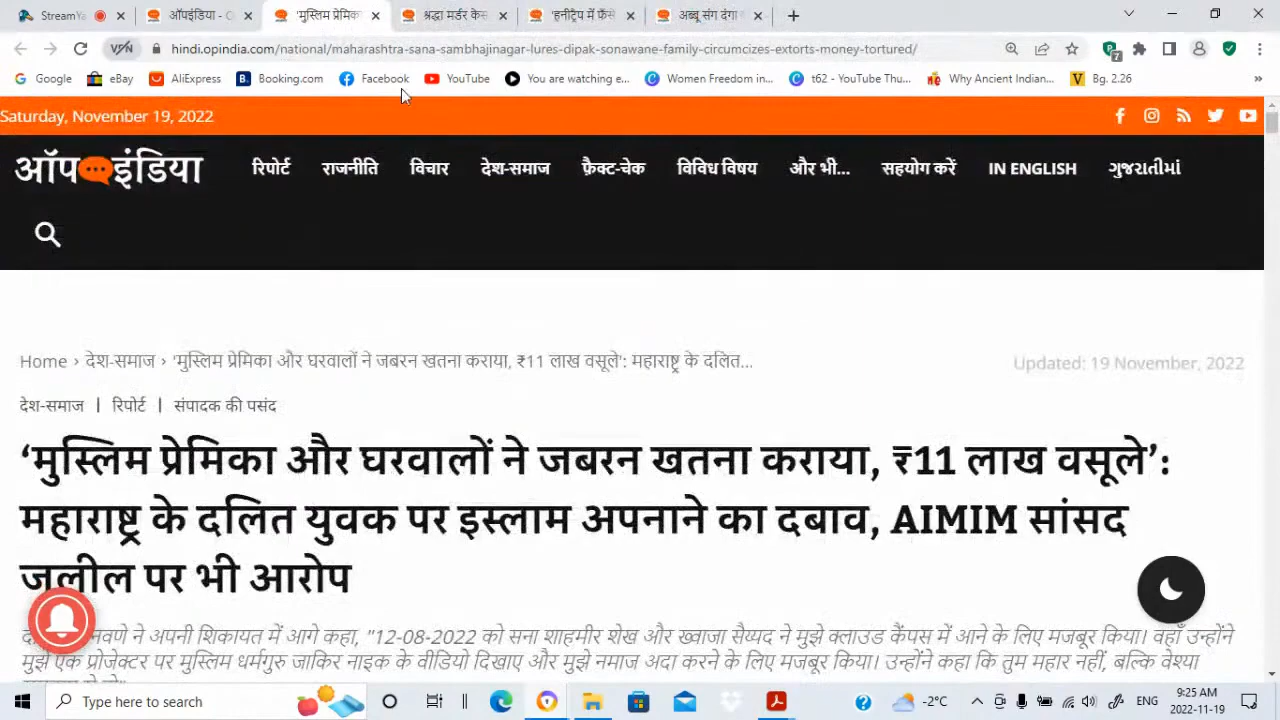 StreamYa
ऑपइंडिया - O
'मुस्लिम प्रेमिक
श्रद्धा मर्डर केस
'हनीट्रैप में फँसे
अब्बू संग देगा
VPN
hindi.opindia.com/national/maharashtra-sana-sambhajinagar-lures-dipak-sonawane-family-circumcizes-extorts-money-tortured/
7
Google eBay AliExpress Booking.com Facebook YouTube You are watching e... Women Freedom in... t62 - YouTube Thu... Why Ancient Indian... Bg. 2.26
Saturday, November 19, 2022
ऑपइंडिया
रिपोर्ट राजनीति विचार देश-समाज फ़ैक्ट-चेक विविध विषय और भी... सहयोग करें IN ENGLISH ગુજરાતીમાં
Home › देश-समाज › 'मुस्लिम प्रेमिका और घरवालों ने जबरन खतना कराया, ₹11 लाख वसूले': महाराष्ट्र के दलित...
Updated: 19 November, 2022
देश-समाज | रिपोर्ट | संपादक की पसंद
‘मुस्लिम प्रेमिका और घरवालों ने जबरन खतना कराया, ₹11 लाख वसूले’:
महाराष्ट्र के दलित युवक पर इस्लाम अपनाने का दबाव, AIMIM सांसद
जलील पर भी आरोप
ने अपनी शिकायत में आगे कहा, "12-08-2022 को सना शाहमीर शेख और ख्वाजा सैय्यद ने मुझे क्लाउड कैंपस में आने के लिए मजबूर किया। वहाँ उन्होंने
मुझे एक प्रोजेक्टर पर मुस्लिम धर्मगुरु जाकिर नाइक के वीडियो दिखाए और मुझे नमाज अदा करने के लिए मजबूर किया। उन्होंने कहा कि तुम महार नहीं, बल्कि वेश्या
Type here to search
-2°C
ENG
9:25 AM
2022-11-19